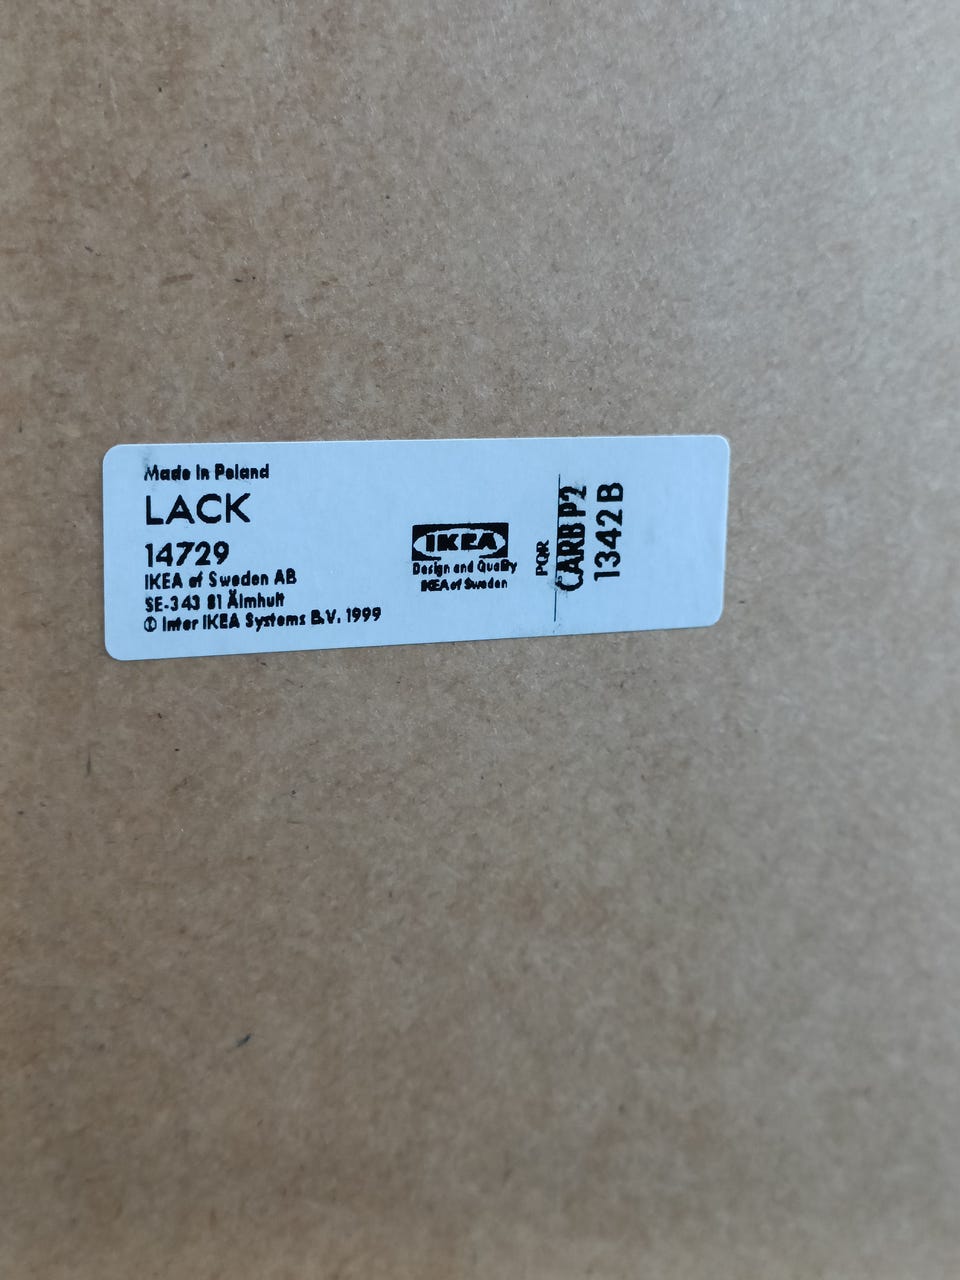 Made in Poland
LACK
14729
IKEA of Sweden AB
SE-343 81 Älmhult
© Inter IKEA Systems B.V. 1999
IKEA
Design and Quality
IKEA of Sweden
PQR
CARB P2
1342B